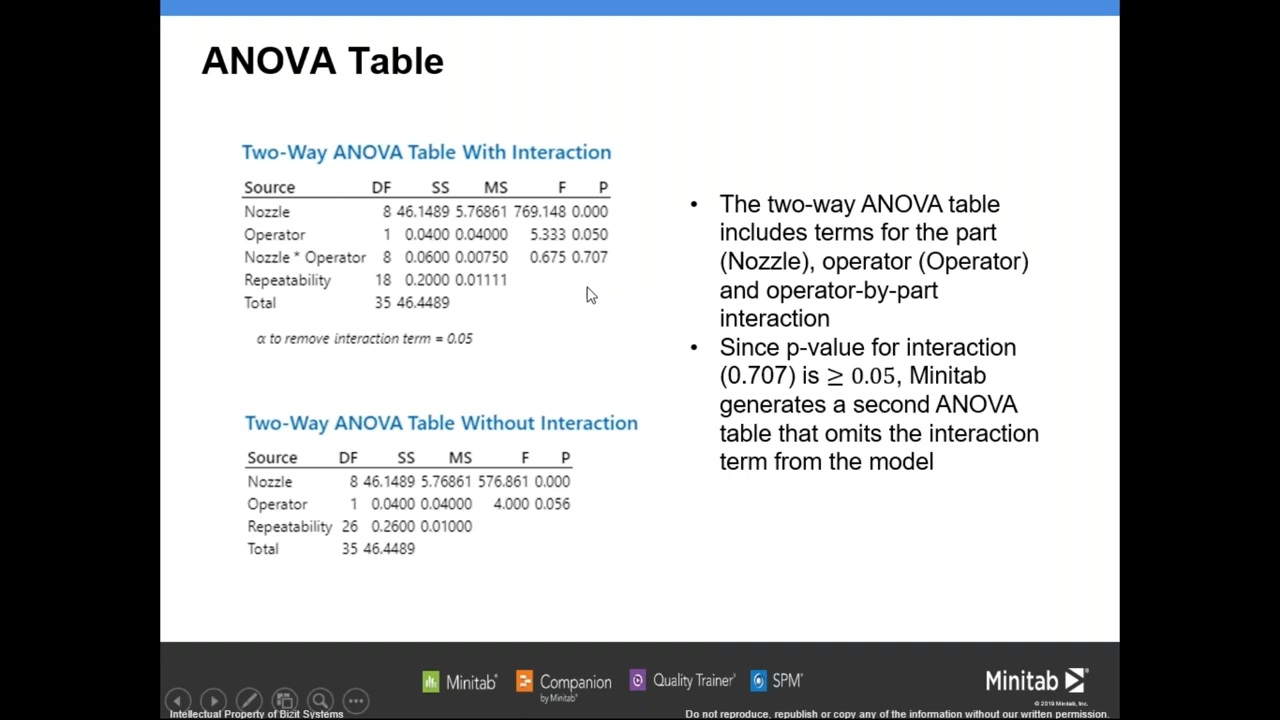 ANOVA Table
Two-Way ANOVA Table With Interaction
Source DF SS MS F P
Nozzle 8 46.1489 5.76861 769.148 0.000
Operator 1 0.0400 0.04000 5.333 0.050
Nozzle * Operator 8 0.0600 0.00750 0.675 0.707
Repeatability 18 0.2000 0.01111
Total 35 46.4489
α to remove interaction term = 0.05
Two-Way ANOVA Table Without Interaction
Source DF SS MS F P
Nozzle 8 46.1489 5.76861 576.861 0.000
Operator 1 0.0400 0.04000 4.000 0.056
Repeatability 26 0.2600 0.01000
Total 35 46.4489
• The two-way ANOVA table
includes terms for the part
(Nozzle), operator (Operator)
and operator-by-part
interaction
• Since p-value for interaction
(0.707) is ≥ 0.05, Minitab
generates a second ANOVA
table that omits the interaction
term from the model
Minitab®
Companion
by Minitab®
Quality Trainer®
SPM®
Minitab
© 2019 Minitab, Inc.
Intellectual Property of Bizit Systems
Do not reproduce, republish or copy any of the information without our written permission.